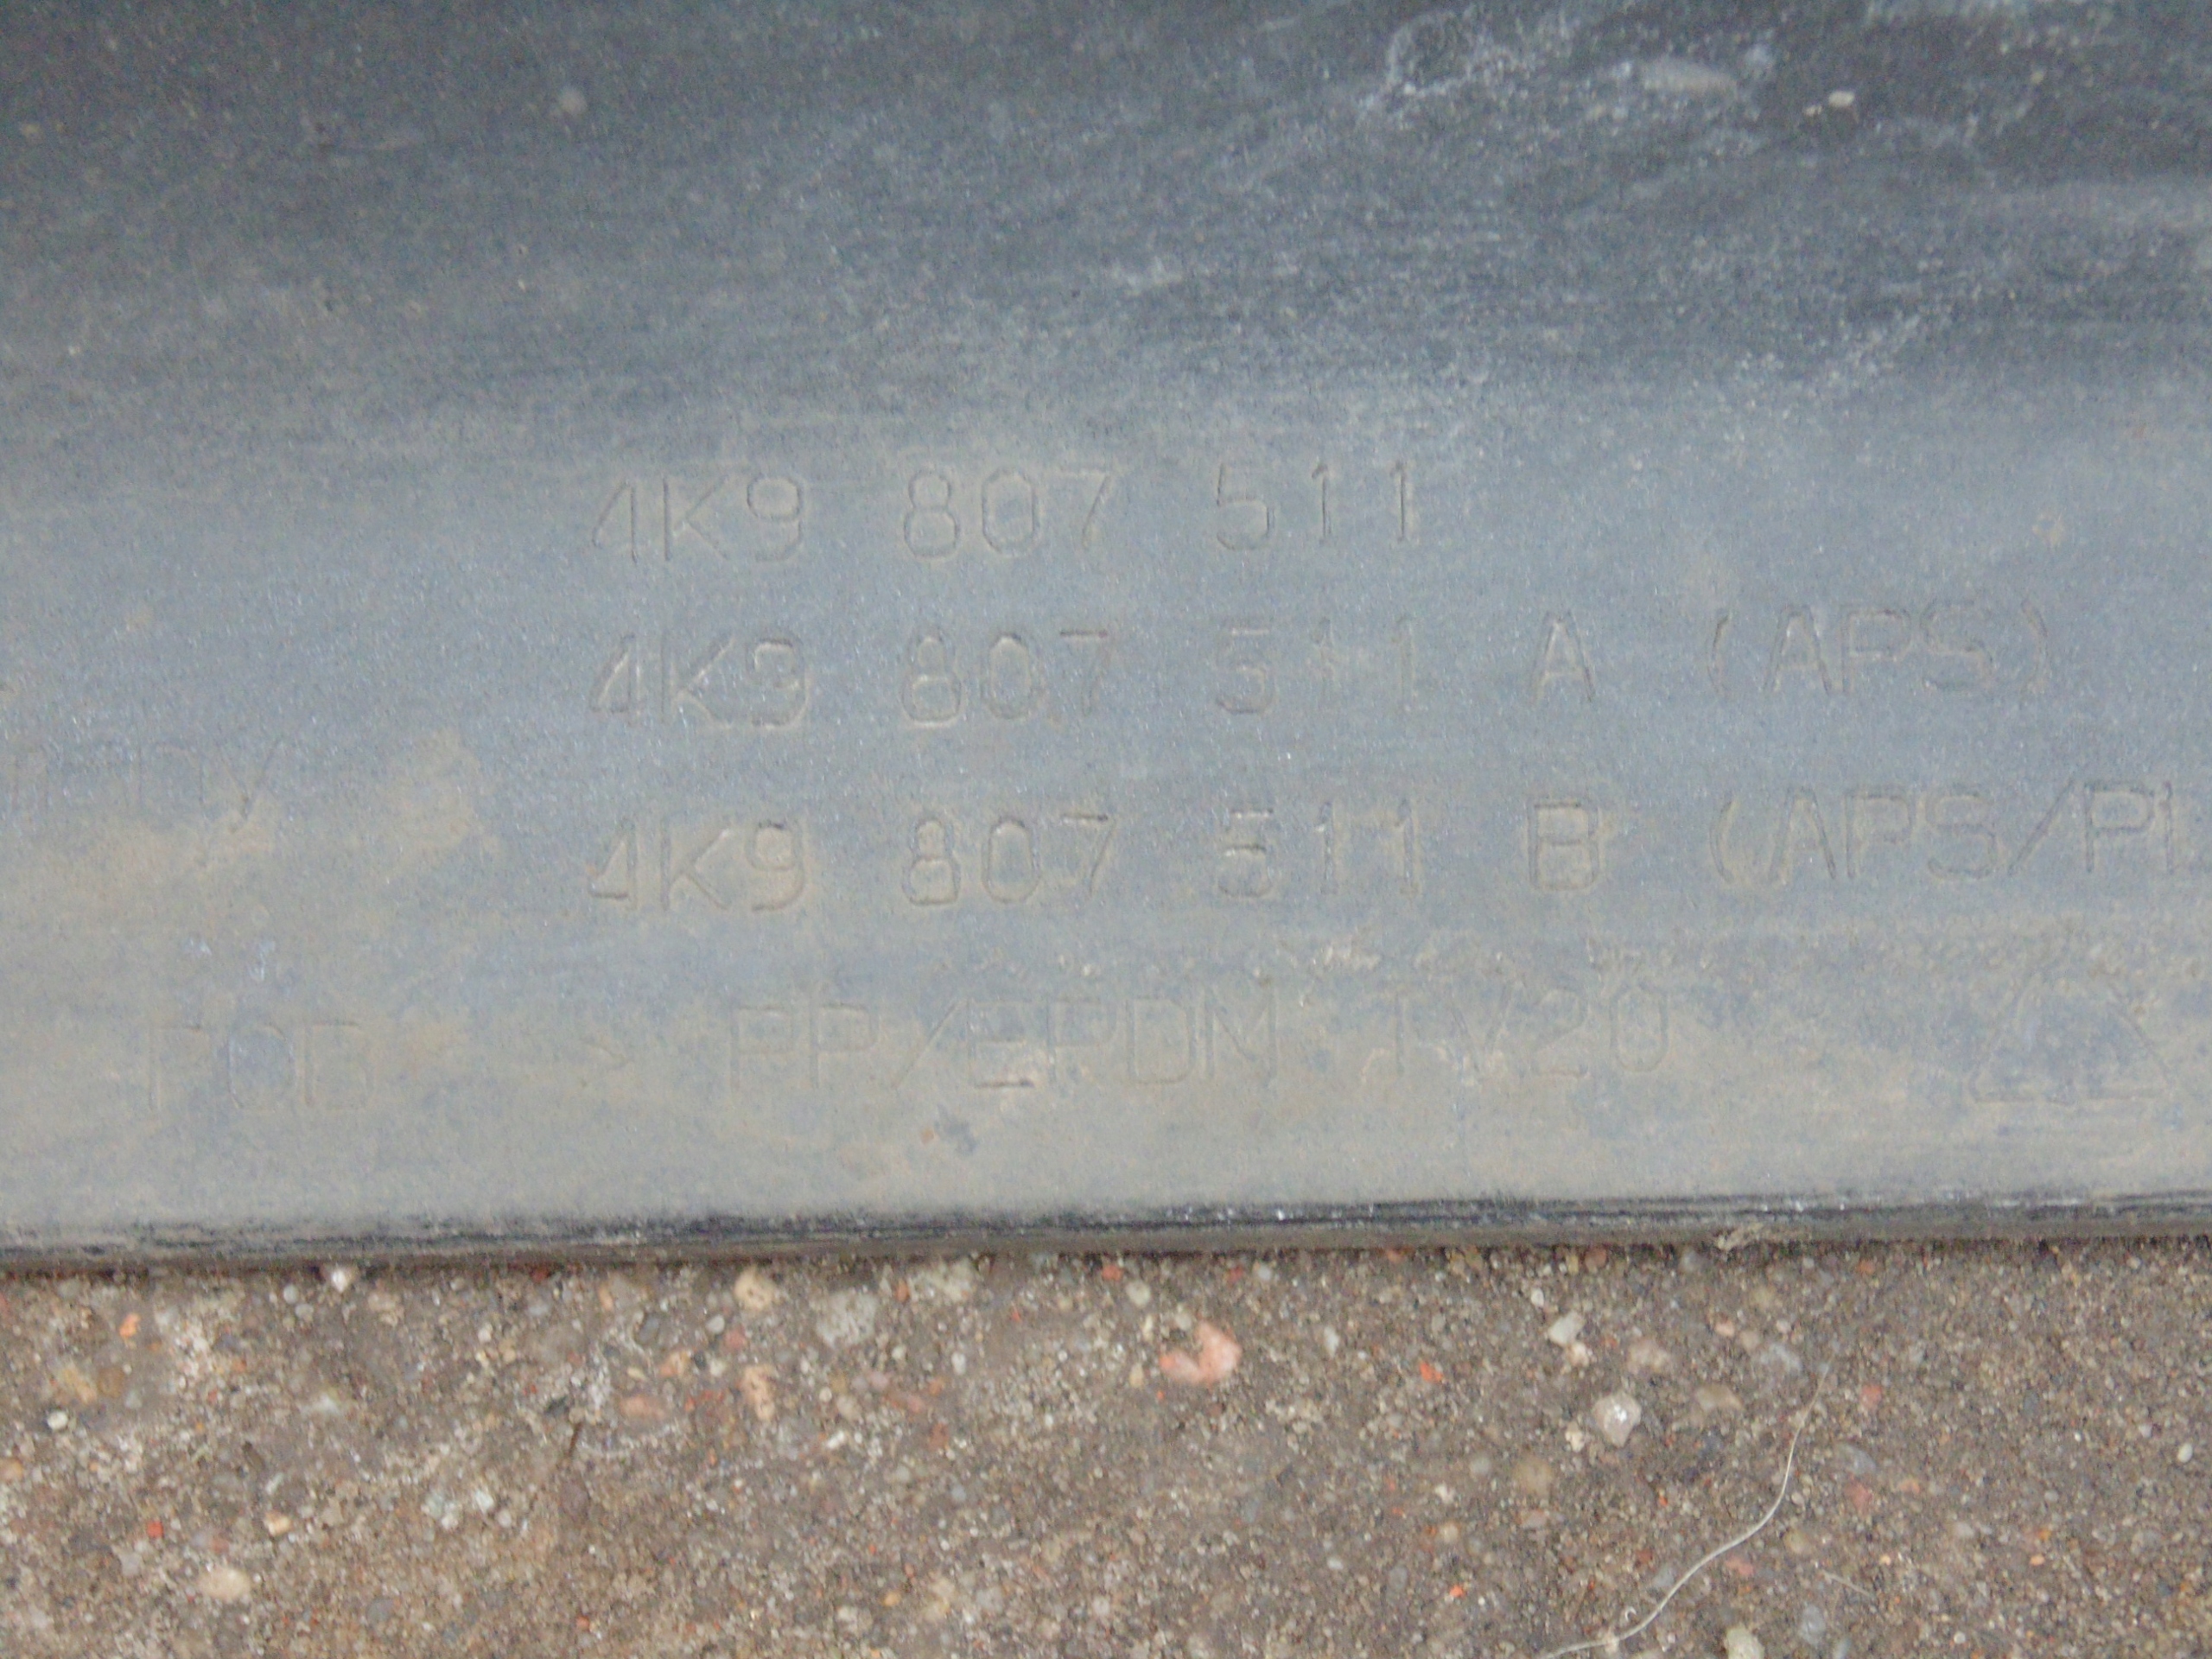 4K9 807 511
4K9 807 511 A (APS)
4K9 807 511 B (APS/PL
> PP/EPDM TV20